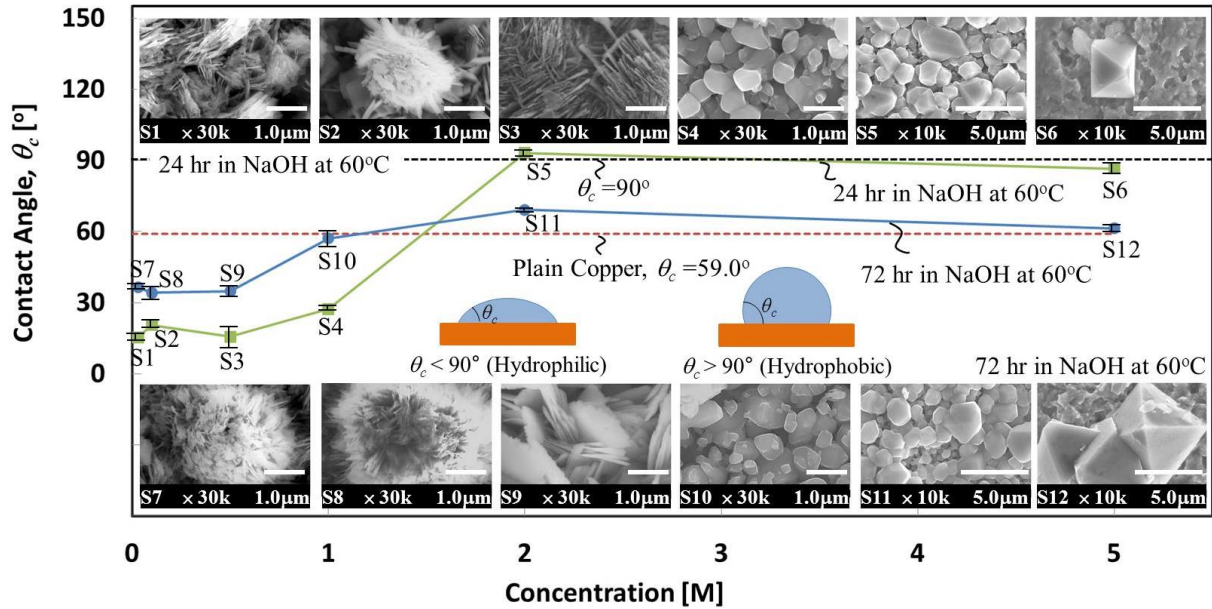 150
120
90
60
30
0
Contact Angle, θc [°]
S1 × 30k 1.0μm
S2 × 30k 1.0μm
S3 × 30k 1.0μm
S4 × 30k 1.0μm
S5 × 10k 5.0μm
S6 × 10k 5.0μm
24 hr in NaOH at 60°C
S5
θc =90°
24 hr in NaOH at 60°C
S6
S7
S8
S9
S10
S11
S12
Plain Copper, θc =59.0°
72 hr in NaOH at 60°C
S1
S2
S3
S4
θc
θc
θc < 90° (Hydrophilic)
θc > 90° (Hydrophobic)
72 hr in NaOH at 60°C
S7 × 30k 1.0μm
S8 × 30k 1.0μm
S9 × 30k 1.0μm
S10 × 30k 1.0μm
S11 × 10k 5.0μm
S12 × 10k 5.0μm
0 1 2 3 4 5
Concentration [M]